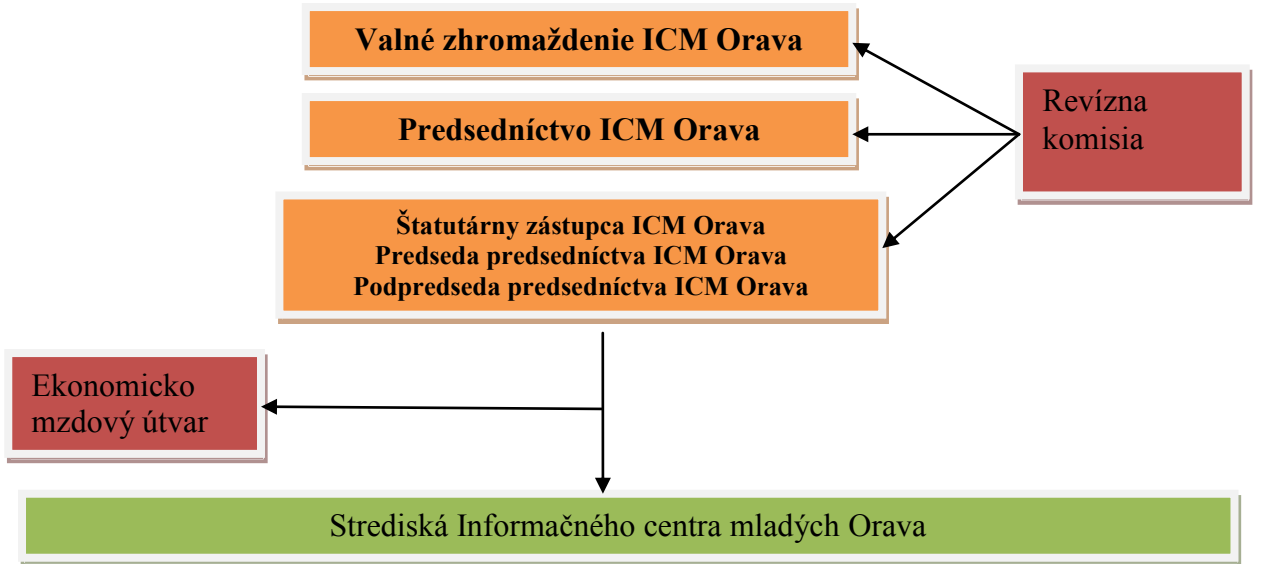 Valné zhromaždenie ICM Orava
Predsedníctvo ICM Orava
Revízna
komisia
Štatutárny zástupca ICM Orava
Predseda predsedníctva ICM Orava
Podpredseda predsedníctva ICM Orava
Ekonomicko
mzdový útvar
Strediská Informačného centra mladých Orava